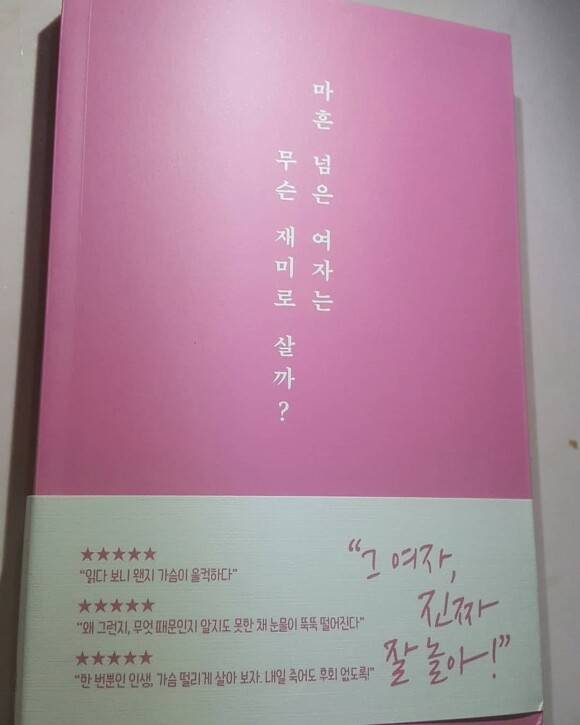 마흔 넘은 여자는
무슨 재미로 살까?
★★★★★
“읽다 보니 왠지 가슴이 울컥하다”
★★★★★
“왜 그런지, 무엇 때문인지 알지도 못한 채 눈물이 뚝뚝 떨어진다”
★★★★★
“한 번뿐인 인생, 가슴 떨리게 살아 보자. 내일 죽어도 후회 없도록!”
“그 여자,
진짜
잘 놀아!”